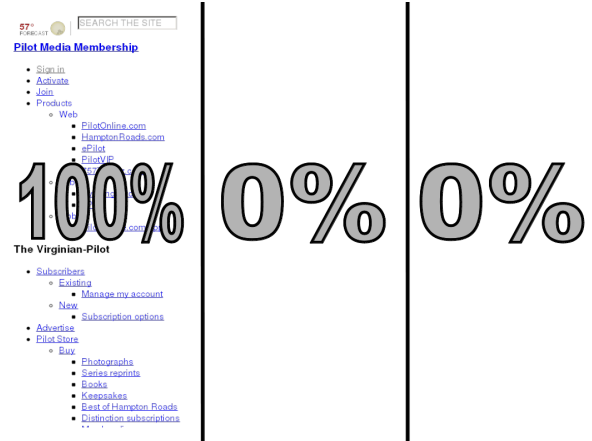 57°
FORECAST
SEARCH THE SITE
Pilot Media Membership
Sign in
Activate
Join
Products
Web
PilotOnline.com
HamptonRoads.com
ePilot
PilotVIP
100% 0% 0%
The Virginian-Pilot
Subscribers
Existing
Manage my account
New
Subscription options
Advertise
Pilot Store
Buy
Photographs
Series reprints
Books
Keepsakes
Best of Hampton Roads
Distinction subscriptions